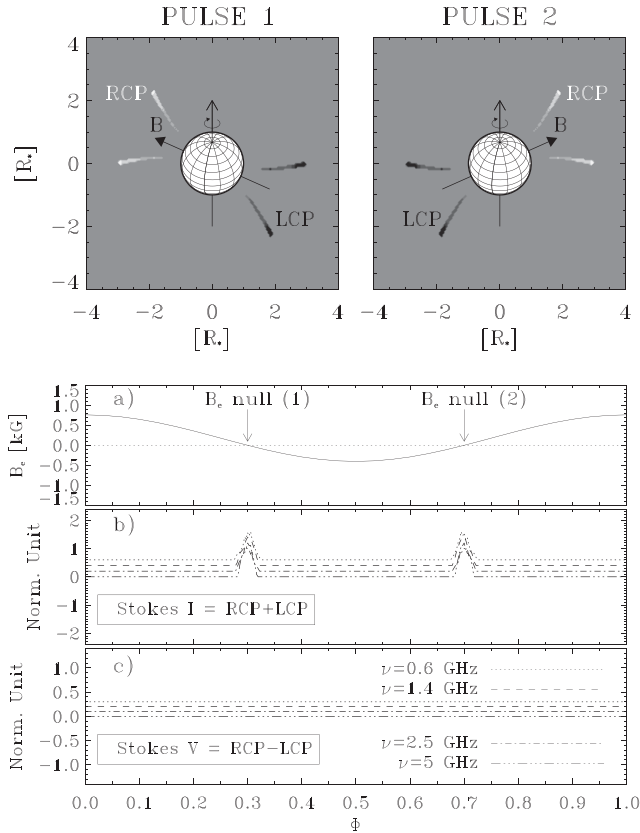 PULSE 1
PULSE 2
4
2
0
−2
−4
[R*]
RCP
B
LCP
RCP
B
LCP
−4 −2 0 2 4
−4 −2 0 2 4
[R*]
[R*]
Be [kG]
1.5
1.0
0.5
0.0
−0.5
−1.0
−1.5
a)
Be null (1)
Be null (2)
Norm. Unit
2
1
0
−1
−2
b)
Stokes I = RCP+LCP
Norm. Unit
1.0
0.5
0.0
−0.5
−1.0
c)
ν=0.6 GHz
ν=1.4 GHz
Stokes V = RCP−LCP
ν=2.5 GHz
ν=5 GHz
0.0 0.1 0.2 0.3 0.4 0.5 0.6 0.7 0.8 0.9 1.0
Φ